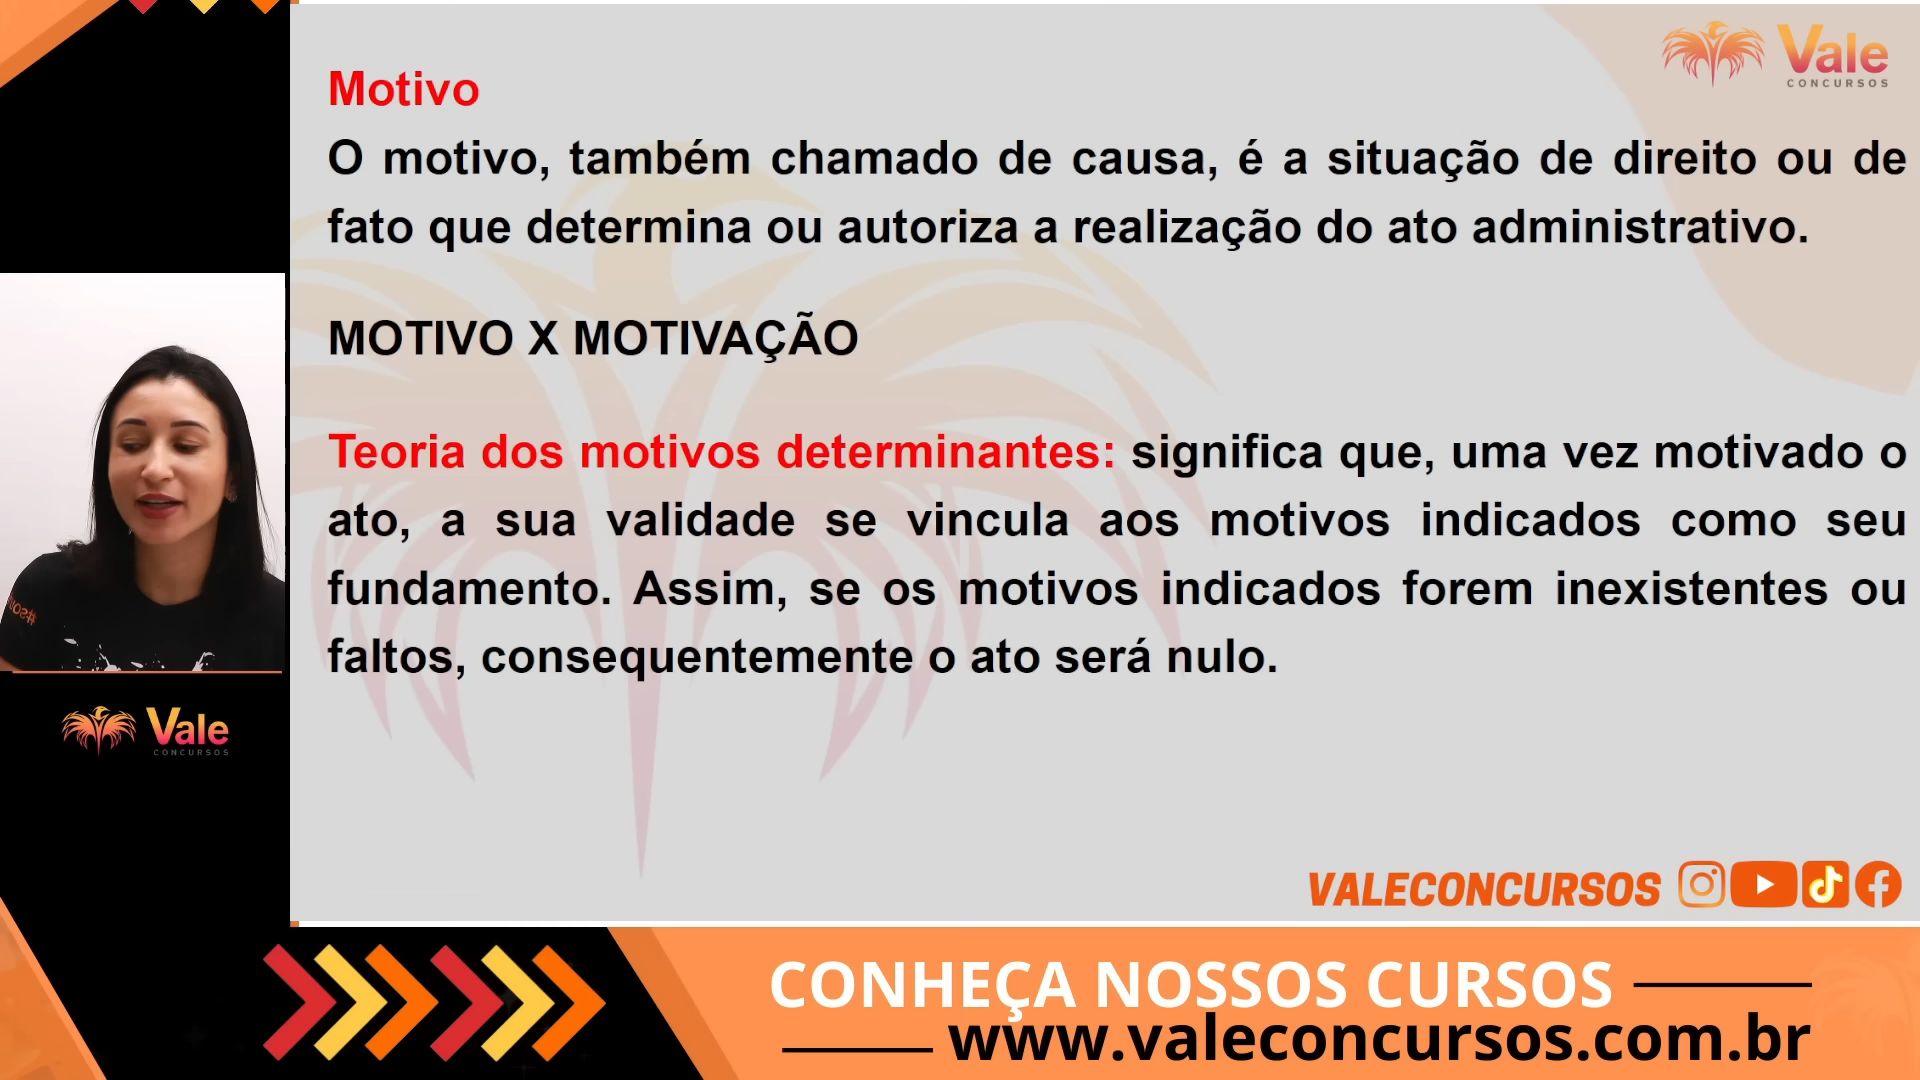 Vale
CONCURSOS
Motivo
O motivo, também chamado de causa, é a situação de direito ou de
fato que determina ou autoriza a realização do ato administrativo.
MOTIVO X MOTIVAÇÃO
Teoria dos motivos determinantes: significa que, uma vez motivado o
ato, a sua validade se vincula aos motivos indicados como seu
fundamento. Assim, se os motivos indicados forem inexistentes ou
faltos, consequentemente o ato será nulo.
Vale
CONCURSOS
VALECONCURSOS
CONHEÇA NOSSOS CURSOS
www.valeconcursos.com.br